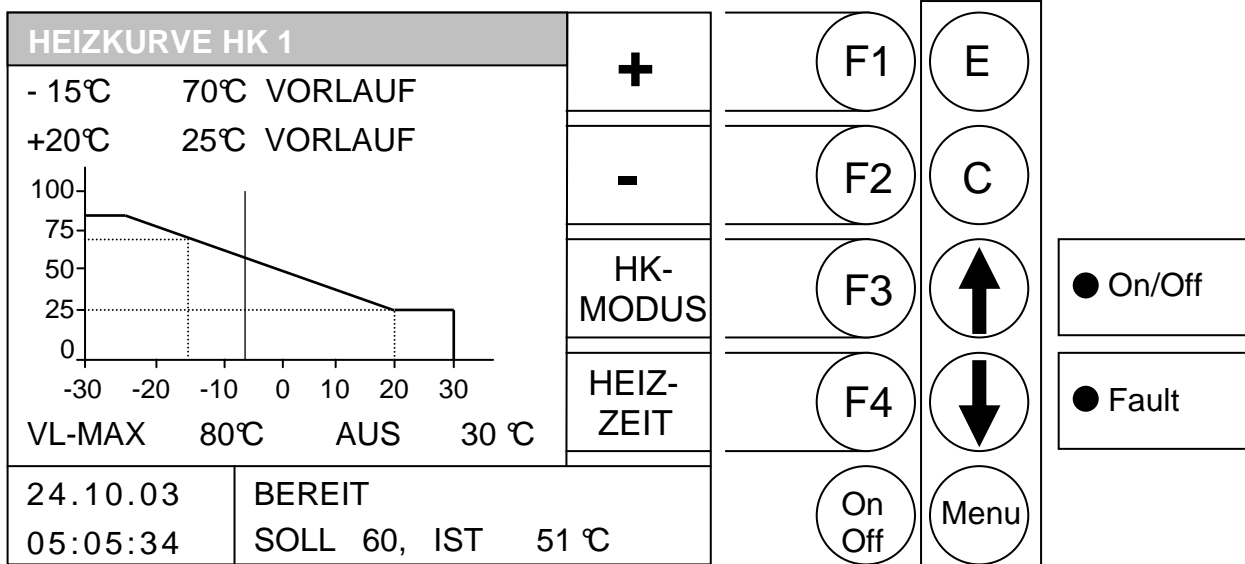 HEIZKURVE HK 1
- 15°C 70°C VORLAUF
+20°C 25°C VORLAUF
100
75
50
25
0
-30 -20 -10 0 10 20 30
VL-MAX 80°C AUS 30 °C
24.10.03
05:05:34
BEREIT
SOLL 60, IST 51 °C
+
-
HK-
MODUS
HEIZ-
ZEIT
F1
F2
F3
F4
On
Off
E
C
Menu
On/Off
Fault